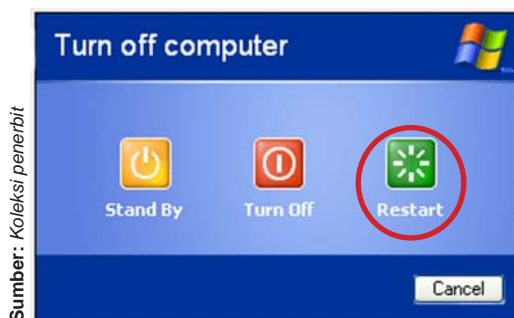 Turn off computer
Stand By
Turn Off
Restart
Cancel
Sumber: Koleksi penerbit